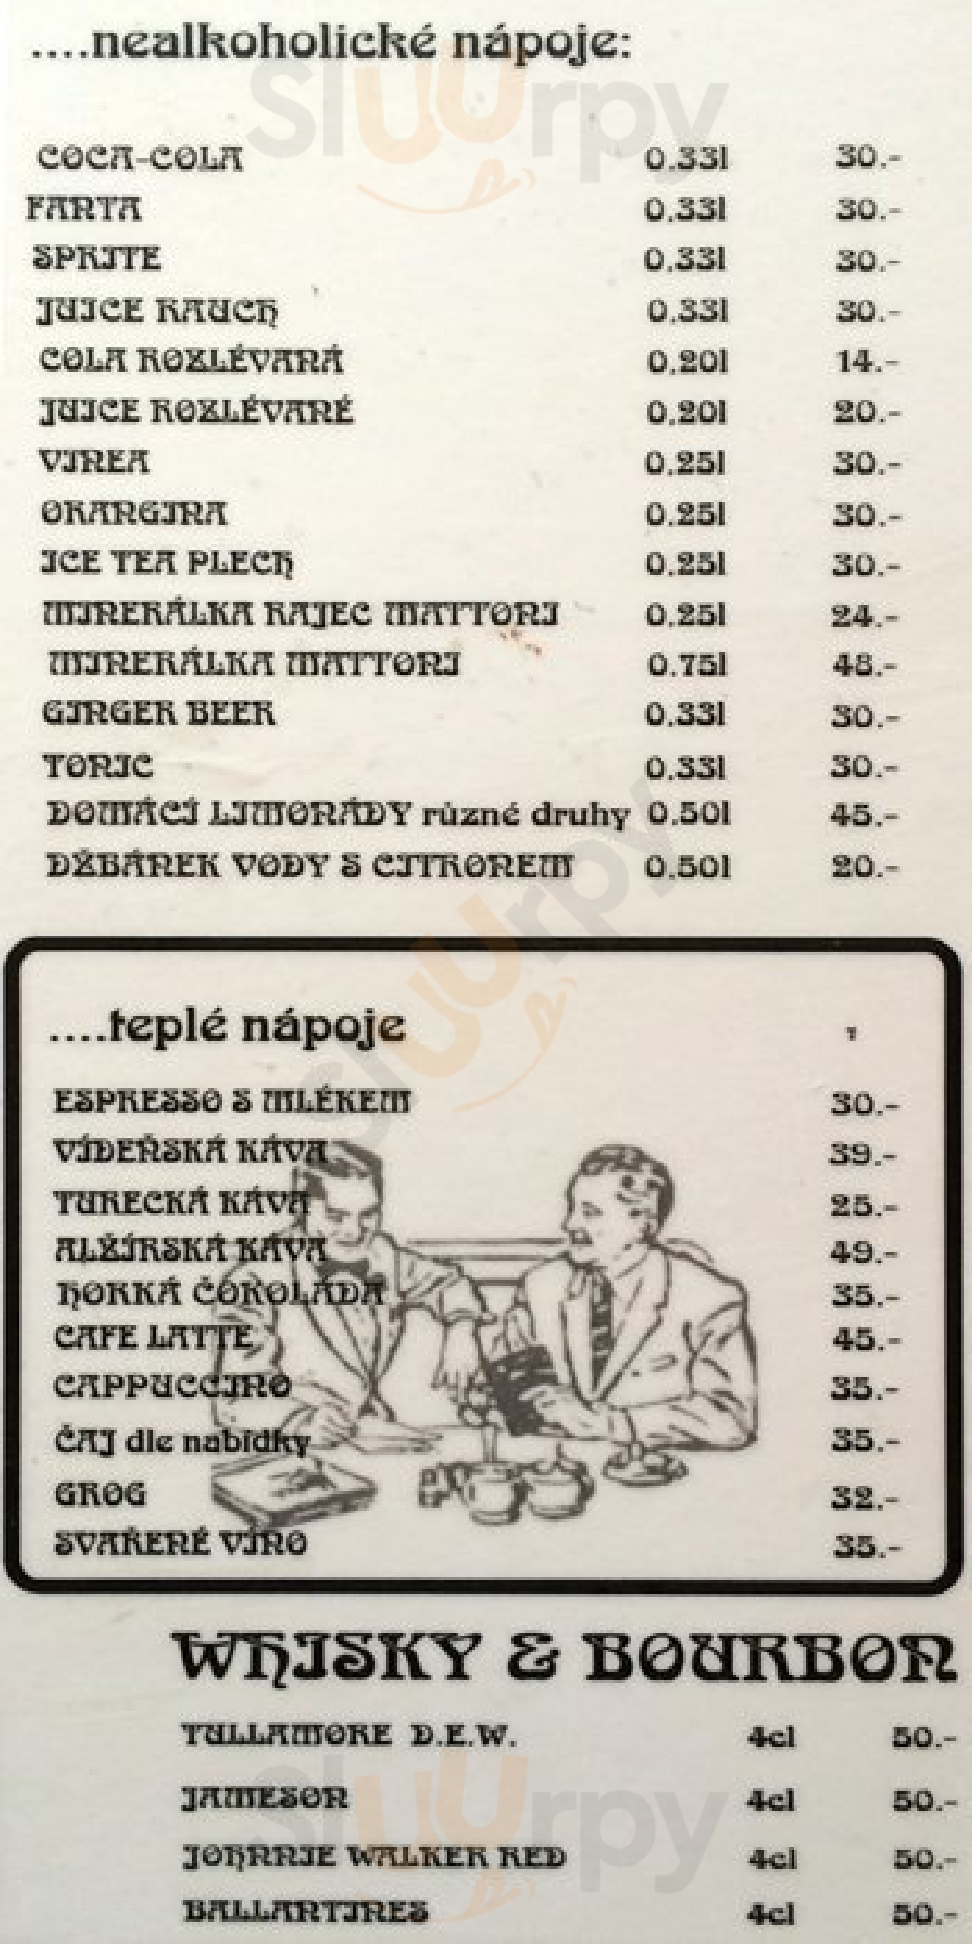 ....nealkoholické nápoje:
COCA-COLA 0.33l 30.-
FANTA 0.33l 30.-
SPRITE 0.33l 30.-
JUICE RAUCH 0.33l 30.-
COLA ROZLÉVANÁ 0.20l 14.-
JUICE ROZLÉVANÉ 0.20l 20.-
VINEA 0.25l 30.-
ORANGINA 0.25l 30.-
ICE TEA PLECH 0.25l 30.-
MINERÁLKA RAJEC MATTONI 0.25l 24.-
MINERÁLKA MATTONI 0.75l 48.-
GINGER BEER 0.33l 30.-
TONIC 0.33l 30.-
DOMÁCÍ LIMONÁDY různé druhy 0.50l 45.-
DŽBÁNEK VODY S CITRONEM 0.50l 20.-
....teplé nápoje
ESPRESSO S MLÉKEM 30.-
VÍDEŇSKÁ KÁVA 39.-
TURECKÁ KÁVA 25.-
ALŽÍRSKÁ KÁVA 49.-
HORKÁ ČOKOLÁDA 35.-
CAFE LATTE 45.-
CAPPUCCINO 35.-
ČAJ dle nabídky 35.-
GROG 32.-
SVAŘENÉ VÍNO 35.-
WHISKY & BOURBON
TULLAMORE D.E.W. 4cl 50.-
JAMESON 4cl 50.-
JOHNNIE WALKER RED 4cl 50.-
BALLANTINES 4cl 50.-
Sluurpy
Sluurpy
Sluurpy